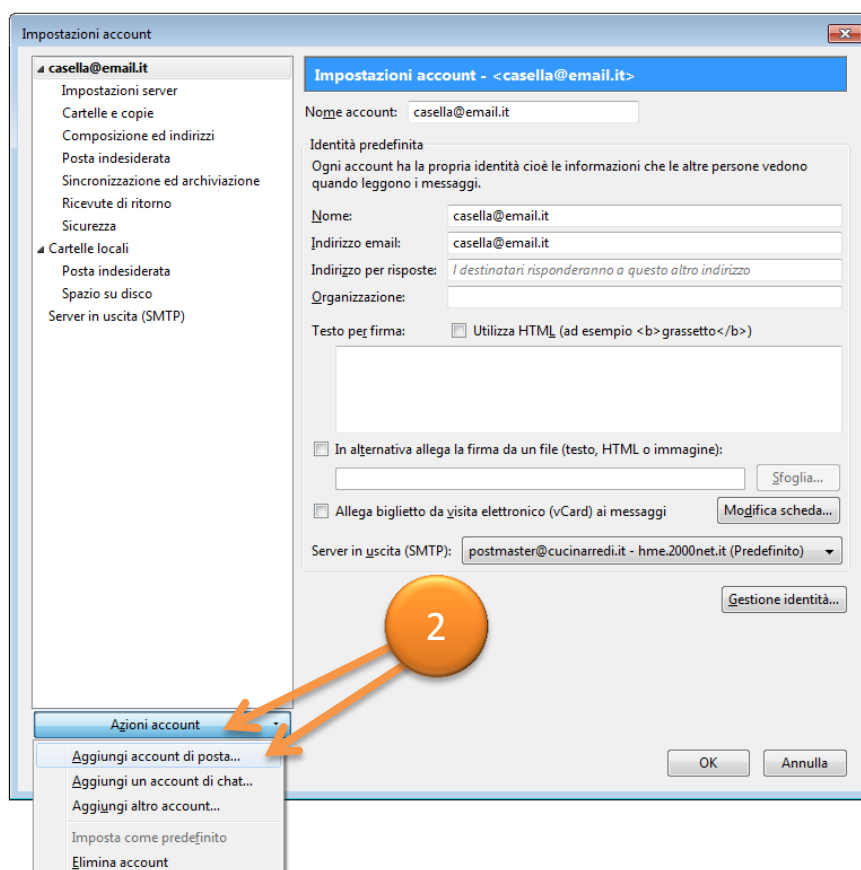 Impostazioni account
casella@email.it
Impostazioni server
Cartelle e copie
Composizione ed indirizzi
Posta indesiderata
Sincronizzazione ed archiviazione
Ricevute di ritorno
Sicurezza
Cartelle locali
Posta indesiderata
Spazio su disco
Server in uscita (SMTP)
Impostazioni account - <casella@email.it>
Nome account: casella@email.it
Identità predefinita
Ogni account ha la propria identità cioè le informazioni che le altre persone vedono
quando leggono i messaggi.
Nome: casella@email.it
Indirizzo email: casella@email.it
Indirizzo per risposte: I destinatari risponderanno a questo altro indirizzo
Organizzazione:
Testo per firma: Utilizza HTML (ad esempio <b>grassetto</b>)
In alternativa allega la firma da un file (testo, HTML o immagine):
Sfoglia...
Allega biglietto da visita elettronico (vCard) ai messaggi Modifica scheda...
Server in uscita (SMTP): postmaster@cucinarredi.it - hme.2000net.it (Predefinito)
Gestione identità...
2
Azioni account
Aggiungi account di posta...
Aggiungi un account di chat...
Aggiungi altro account...
Imposta come predefinito
Elimina account
OK Annulla